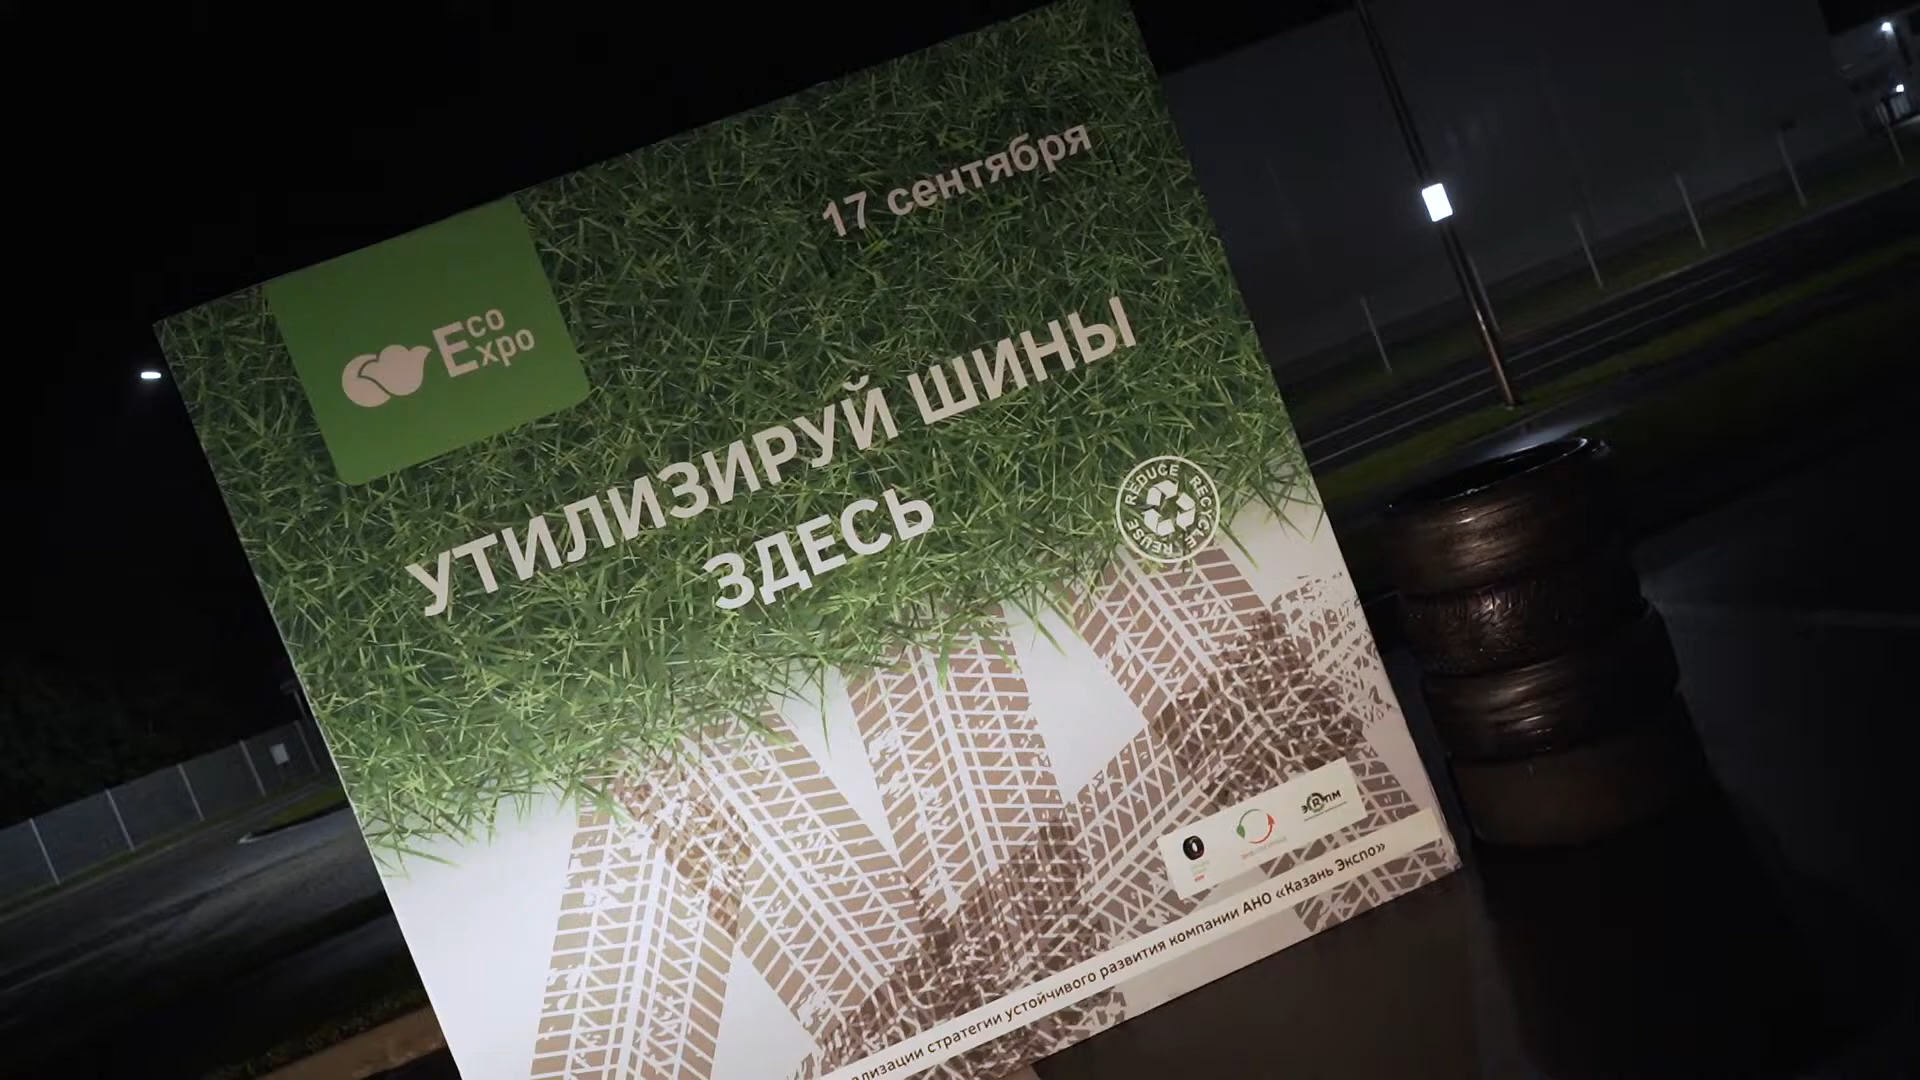 17 сентября
Eco
Expo
УТИЛИЗИРУЙ ШИНЫ
ЗДЕСЬ
REDUCE RECYCLE REUSE
стратегии устойчивого развития компании АНО «Казань Экспо»